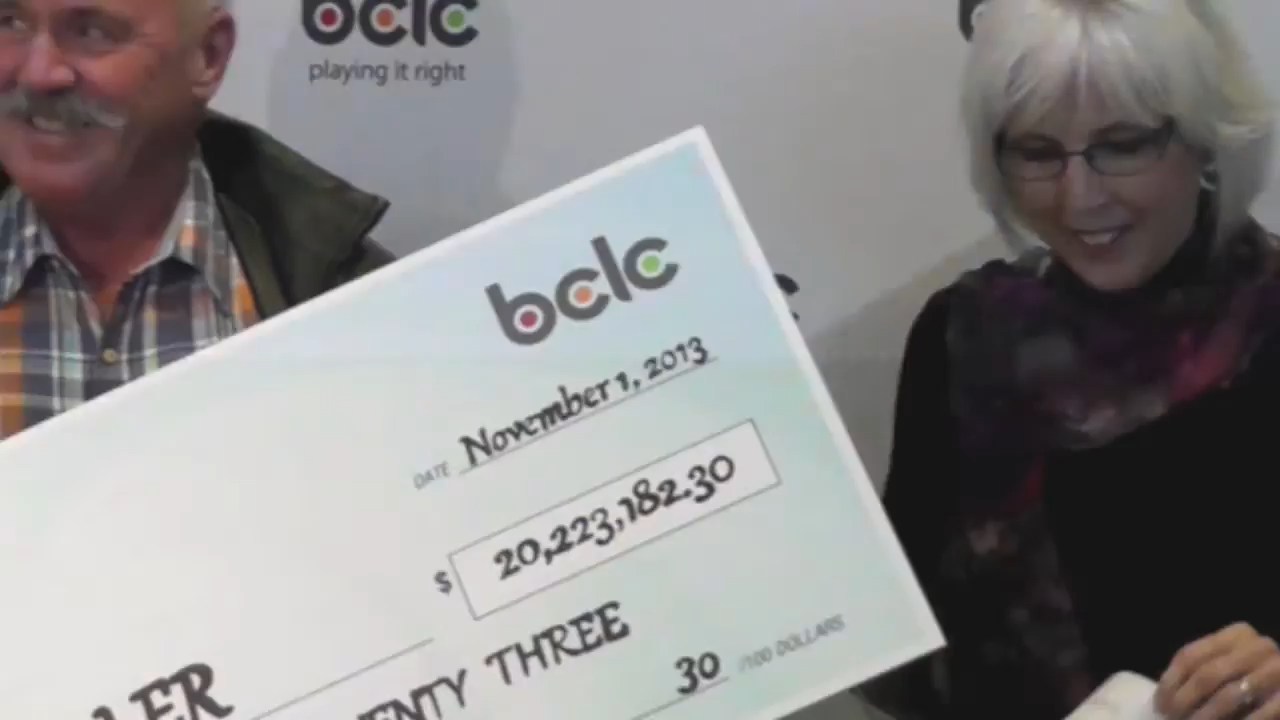 bclc
playing it right
bclc
DATE November 1, 2013
$ 20,223,182.30
THREE
30 /100 DOLLARS